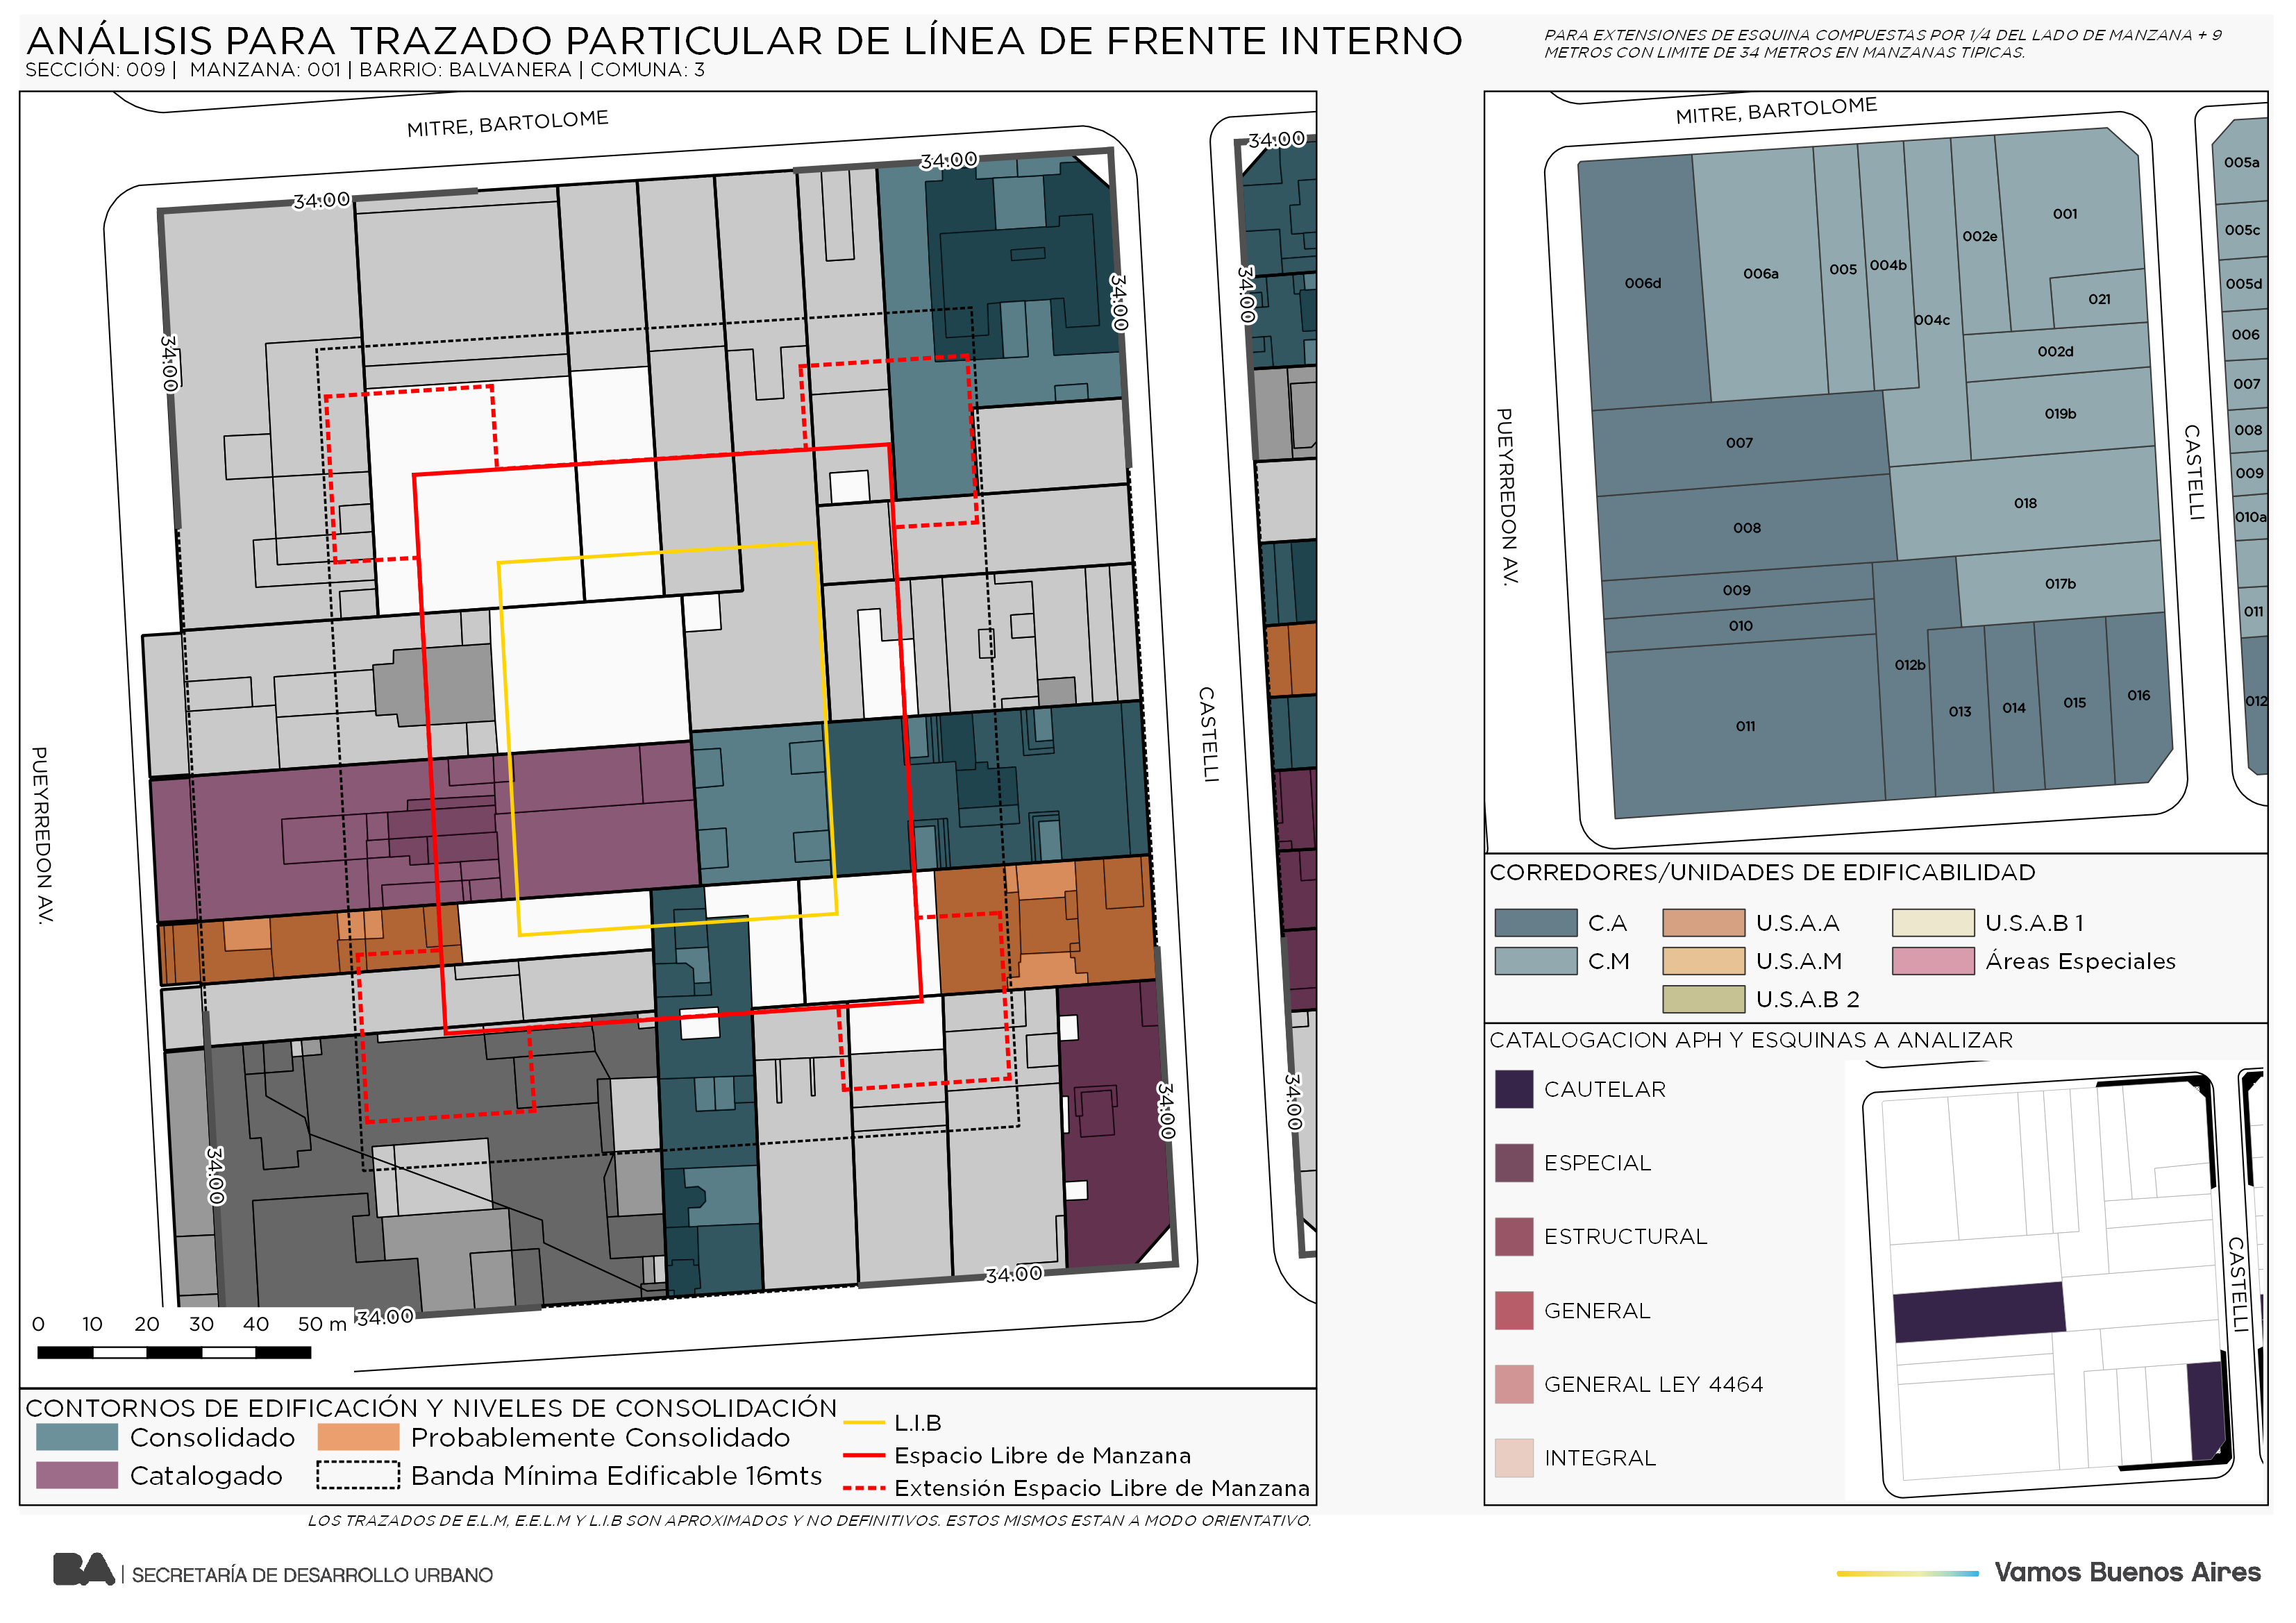 ANÁLISIS PARA TRAZADO PARTICULAR DE LÍNEA DE FRENTE INTERNO
SECCIÓN: 009 | MANZANA: 001 | BARRIO: BALVANERA | COMUNA: 3
PARA EXTENSIONES DE ESQUINA COMPUESTAS POR 1/4 DEL LADO DE MANZANA + 9
METROS CON LIMITE DE 34 METROS EN MANZANAS TIPICAS.
MITRE, BARTOLOME
34.00
34.00
34.00
34.00
34.00
34.00
CASTELLI
PUEYRREDON AV.
34.00
34.00
34.00
34.00
34.00
0 10 20 30 40 50 m
CONTORNOS DE EDIFICACIÓN Y NIVELES DE CONSOLIDACIÓN
Consolidado
Probablemente Consolidado
Catalogado
Banda Mínima Edificable 16mts
L.I.B
Espacio Libre de Manzana
Extensión Espacio Libre de Manzana
MITRE, BARTOLOME
PUEYRREDON AV.
CASTELLI
006d
006a
005
004b
004c
002e
001
021
002d
019b
007
008
018
009
010
017b
012b
011
013
014
015
016
005a
005c
005d
006
007
008
009
010a
011
012
CORREDORES/UNIDADES DE EDIFICABILIDAD
C.A
U.S.A.A
U.S.A.B 1
C.M
U.S.A.M
Áreas Especiales
U.S.A.B 2
CATALOGACION APH Y ESQUINAS A ANALIZAR
CAUTELAR
ESPECIAL
ESTRUCTURAL
GENERAL
GENERAL LEY 4464
INTEGRAL
CASTELLI
LOS TRAZADOS DE E.L.M, E.E.L.M Y L.I.B SON APROXIMADOS Y NO DEFINITIVOS. ESTOS MISMOS ESTAN A MODO ORIENTATIVO.
BA | SECRETARÍA DE DESARROLLO URBANO
Vamos Buenos Aires